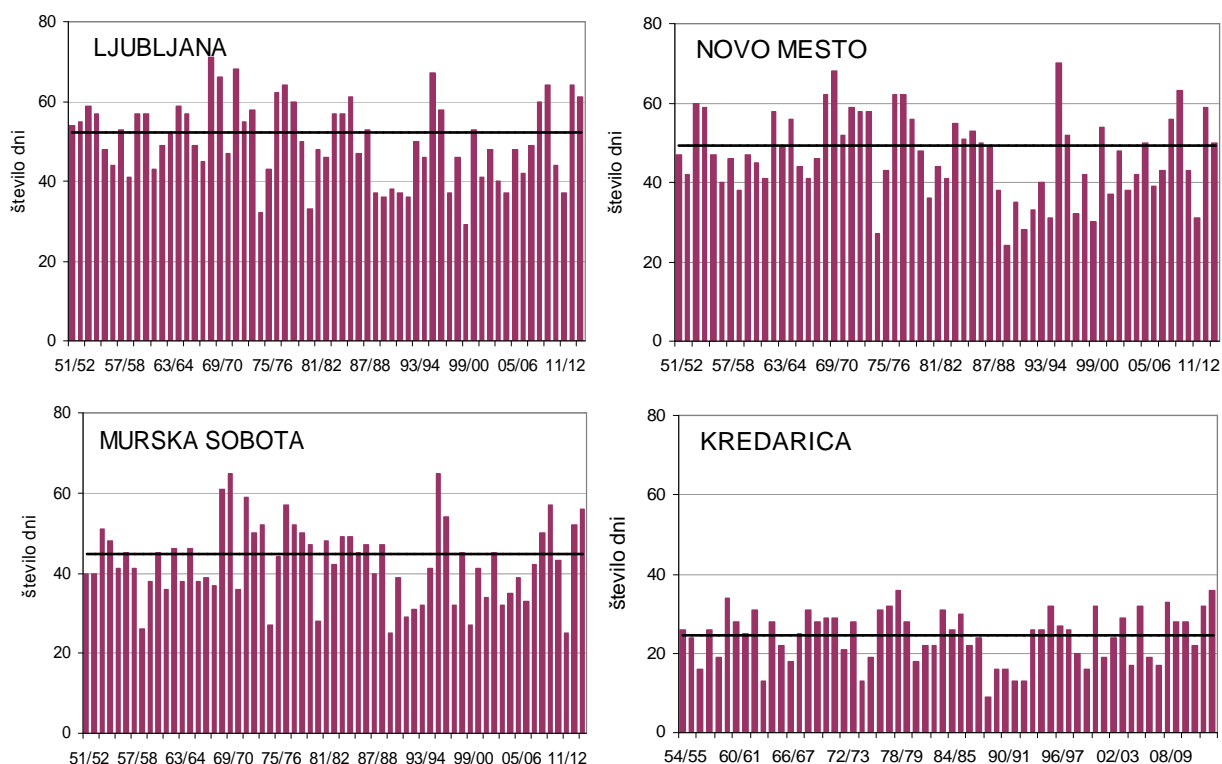 LJUBLJANA
število dni
80
60
40
20
0
51/52 57/58 63/64 69/70 75/76 81/82 87/88 93/94 99/00 05/06 11/12
NOVO MESTO
število dni
80
60
40
20
0
51/52 57/58 63/64 69/70 75/76 81/82 87/88 93/94 99/00 05/06 11/12
MURSKA SOBOTA
število dni
80
60
40
20
0
51/52 57/58 63/64 69/70 75/76 81/82 87/88 93/94 99/00 05/06 11/12
KREDARICA
število dni
80
60
40
20
0
54/55 60/61 66/67 72/73 78/79 84/85 90/91 96/97 02/03 08/09